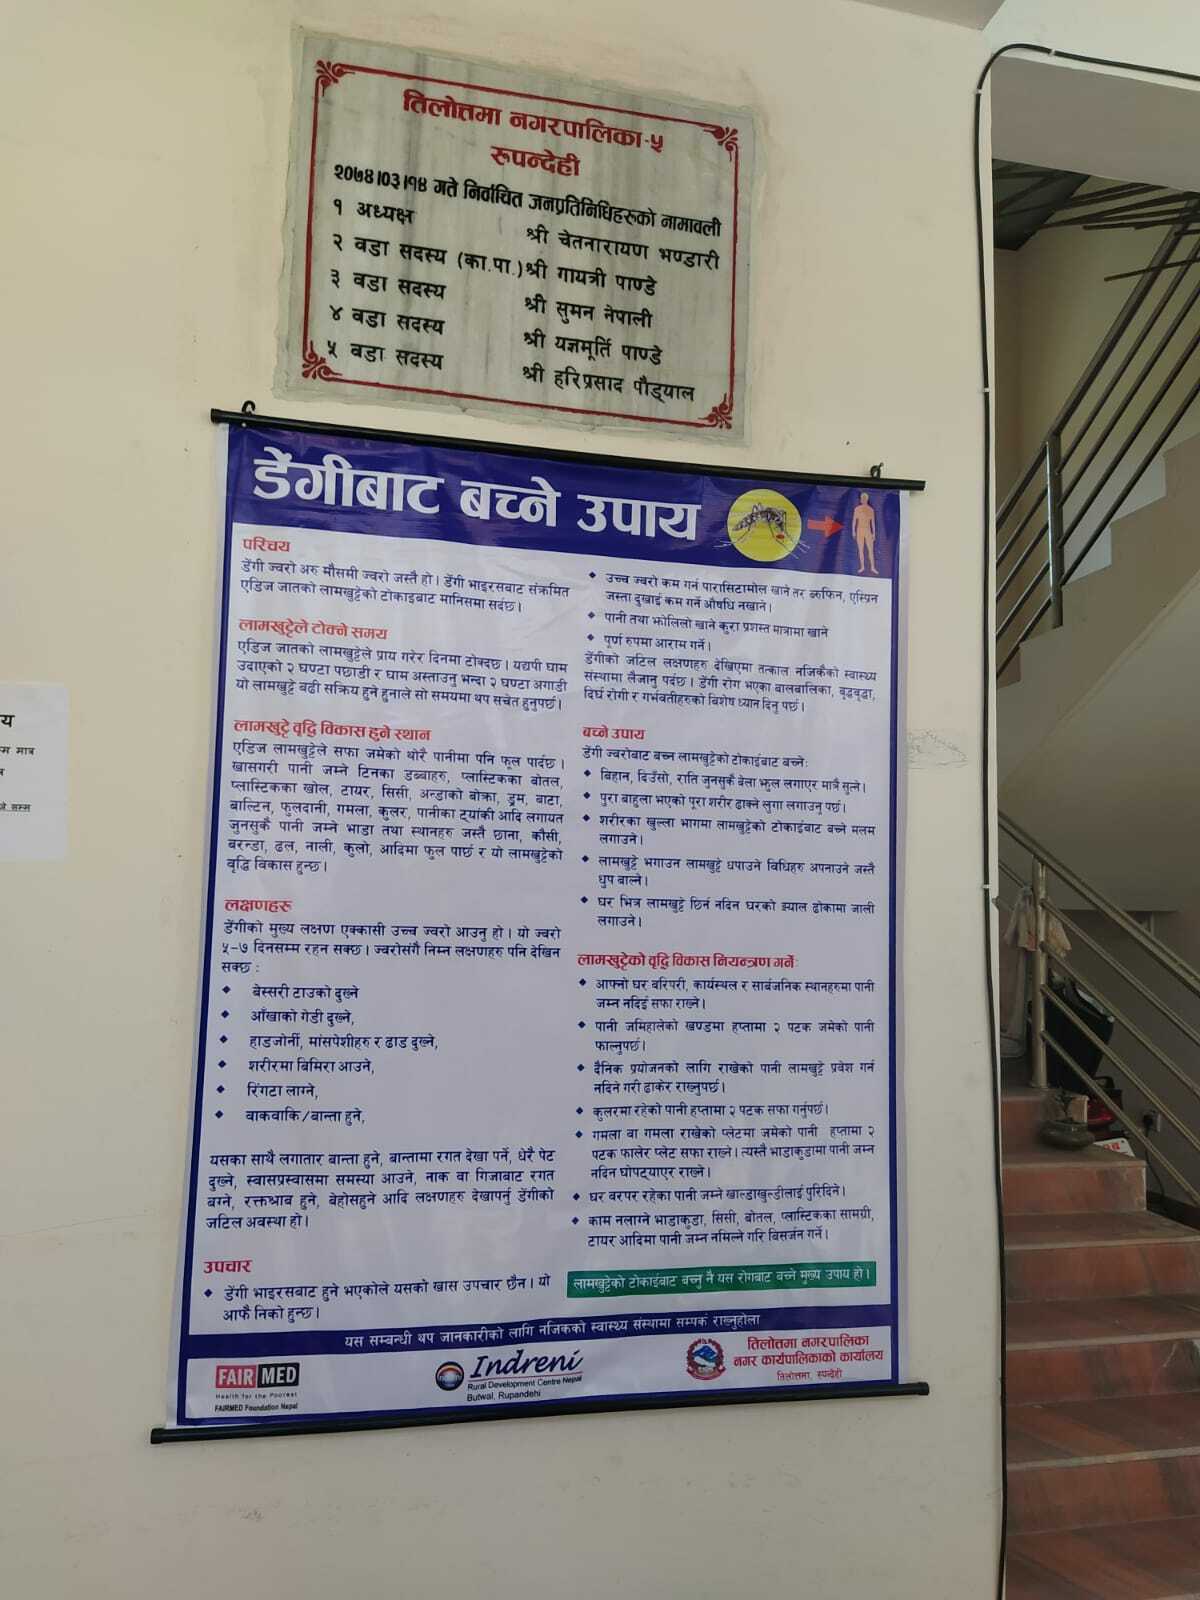 तिलोत्तमा नगरपालिका-५
रुपन्देही
२०७४।०३।१४ गते निर्वाचित जनप्रतिनिधिहरुको नामावली
१ अध्यक्ष श्री चेतनारायण भण्डारी
२ वडा सदस्य (का.पा.) श्री गायत्री पाण्डे
३ वडा सदस्य श्री सुमन नेपाली
४ वडा सदस्य श्री यज्ञमूर्ति पाण्डे
५ वडा सदस्य श्री हरिप्रसाद पौड्याल
डेंगीबाट बच्ने उपाय
परिचय
डेंगी ज्वरो अरु मौसमी ज्वरो जस्तै हो। डेंगी भाइरसबाट संक्रमित
एडिज जातको लामखुट्टेको टोकाइबाट मानिसमा सर्दछ।
लामखुट्टेले टोक्ने समय
एडिज जातको लामखुट्टेले प्राय गरेर दिनमा टोक्दछ। यद्यपी घाम
उदाएको २ घण्टा पछाडी र घाम अस्ताउनु भन्दा २ घण्टा अगाडी
यो लामखुट्टे बढी सक्रिय हुने हुनाले सो समयमा थप सचेत हुनुपर्छ।
लामखुट्टे वृद्धि विकास हुने स्थान
एडिज लामखुट्टेले सफा जमेको थोरै पानीमा पनि फूल पार्दछ।
खासगरी पानी जम्ने टिनका डब्बाहरु, प्लास्टिकका बोतल,
प्लास्टिकका खोल, टायर, सिसी, अन्डाको बोक्रा, ड्रम, बाटा,
बाल्टिन, फुलदानी, गमला, कुलर, पानीका ट्यांकी आदि लगायत
जुनसुकै पानी जम्ने भाडा तथा स्थानहरु जस्तै छाना, कौसी,
बरन्डा, ढल, नाली, कुलो, आदिमा फुल पार्छ र यो लामखुट्टेको
वृद्धि विकास हुन्छ।
लक्षणहरु
डेंगीको मुख्य लक्षण एक्कासी उच्च ज्वरो आउनु हो। यो ज्वरो
५-७ दिनसम्म रहन सक्छ। ज्वरोसंगै निम्न लक्षणहरु पनि देखिन
सक्छ :
◆ बेस्सरी टाउको दुख्ने
◆ आँखाको गेडी दुख्ने,
◆ हाडजोर्नी, मांसपेशीहरु र ढाड दुख्ने,
◆ शरीरमा बिमिरा आउने,
◆ रिंगटा लाग्ने,
◆ वाकवाकि/बान्ता हुने,
यसका साथै लगातार बान्ता हुने, बान्तामा रगत देखा पर्ने, धेरै पेट
दुख्ने, स्वासप्रस्वासमा समस्या आउने, नाक वा गिजाबाट रगत
बग्ने, रक्तश्राब हुने, बेहोसहुने आदि लक्षणहरु देखापर्नु डेंगीको
जटिल अवस्था हो।
उपचार
◆ डेंगी भाइरसबाट हुने भएकोले यसको खास उपचार छैन। यो
आफै निको हुन्छ।
◆ उच्च ज्वरो कम गर्न पारासिटामोल खाने तर ब्रुफिन, एस्प्रिन
जस्ता दुखाई कम गर्ने औषधि नखाने।
◆ पानी तथा झोलिलो खाने कुरा प्रशस्त मात्रामा खाने
◆ पूर्ण रुपमा आराम गर्ने।
डेंगीको जटिल लक्षणहरु देखिएमा तत्काल नजिकैको स्वास्थ्य
संस्थामा लैजानु पर्दछ। डेंगी रोग भएका बालबालिका, बृद्धबृद्धा,
दिर्घ रोगी र गर्भवतीहरुको बिशेष ध्यान दिनु पर्छ।
बच्ने उपाय
डेंगी ज्वरोबाट बच्न लामखुट्टेको टोकाईबाट बच्ने:
◆ बिहान, दिउँसो, राति जुनसुकै बेला झुल लगाएर मात्रै सुत्ने।
◆ पुरा बाहुला भएको पूरा शरीर ढाक्ने लुगा लगाउनु पर्छ।
◆ शरीरका खुल्ला भागमा लामखुट्टेको टोकाईबाट बच्ने मलम
लगाउने।
◆ लामखुट्टे भगाउन लामखुट्टे धपाउने विधिहरु अपनाउने जस्तै
धुप बाल्ने।
◆ घर भित्र लामखुट्टे छिर्न नदिन घरको झ्याल ढोकामा जाली
लगाउने।
लामखुट्टेको वृद्धि विकास नियन्त्रण गर्ने:
◆ आफ्नो घर वरिपरी, कार्यस्थल र सार्वजनिक स्थानहरुमा पानी
जम्न नदिई सफा राख्ने।
◆ पानी जमिहालेको खण्डमा हप्तामा २ पटक जमेको पानी
फाल्नुपर्छ।
◆ दैनिक प्रयोजनको लागि राखेको पानी लामखुट्टे प्रवेश गर्न
नदिने गरी ढाकेर राख्नुपर्छ।
◆ कुलरमा रहेको पानी हप्तामा २ पटक सफा गर्नुपर्छ।
◆ गमला वा गमला राखेको प्लेटमा जमेको पानी हप्तामा २
पटक फालेर प्लेट सफा राख्ने। त्यस्तै भाडाकुडामा पानी जम्न
नदिन घोपट्याएर राख्ने।
◆ घर वरपर रहेका पानी जम्ने खाल्डाखुल्डीलाई पुरिदिने।
◆ काम नलाग्ने भाडाकुडा, सिसी, बोतल, प्लास्टिकका सामग्री,
टायर आदिमा पानी जम्न नमिल्ने गरि बिसर्जन गर्ने।
लामखुट्टेको टोकाईबाट बच्नु नै यस रोगबाट बच्ने मुख्य उपाय हो।
यस सम्बन्धी थप जानकारीको लागि नजिकको स्वास्थ्य संस्थामा सम्पर्क राख्नुहोला
FAIRMED
Health for the Poorest
FAIRMED Foundation Nepal
Indreni
Rural Development Centre Nepal
Butwal, Rupandehi
तिलोत्तमा नगरपालिका
नगर कार्यपालिकाको कार्यालय
तिलोत्तमा, रुपन्देही